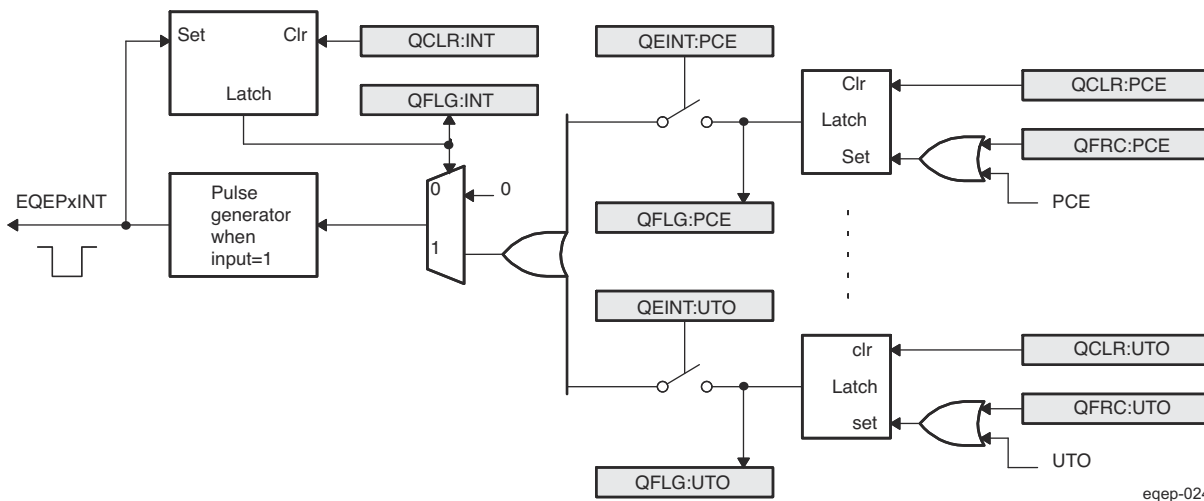 Set
Clr
Latch
QCLR:INT
QFLG:INT
EQEPxINT
Pulse
generator
when
input=1
0
0
1
QEINT:PCE
QFLG:PCE
Clr
Latch
Set
QCLR:PCE
QFRC:PCE
PCE
QEINT:UTO
QFLG:UTO
clr
Latch
set
QCLR:UTO
QFRC:UTO
UTO